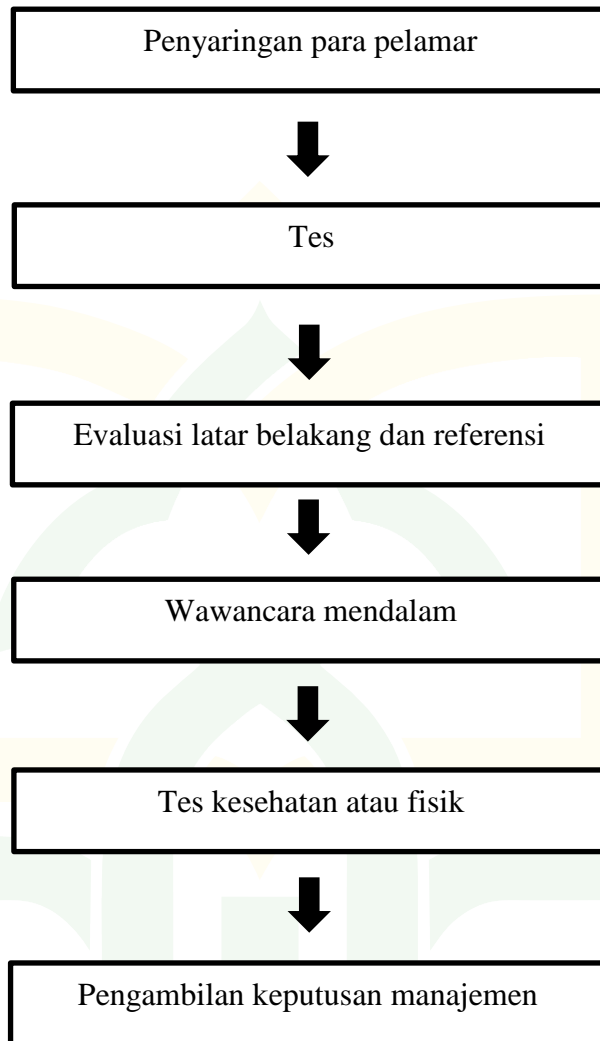 Penyaringan para pelamar
Tes
Evaluasi latar belakang dan referensi
Wawancara mendalam
Tes kesehatan atau fisik
Pengambilan keputusan manajemen